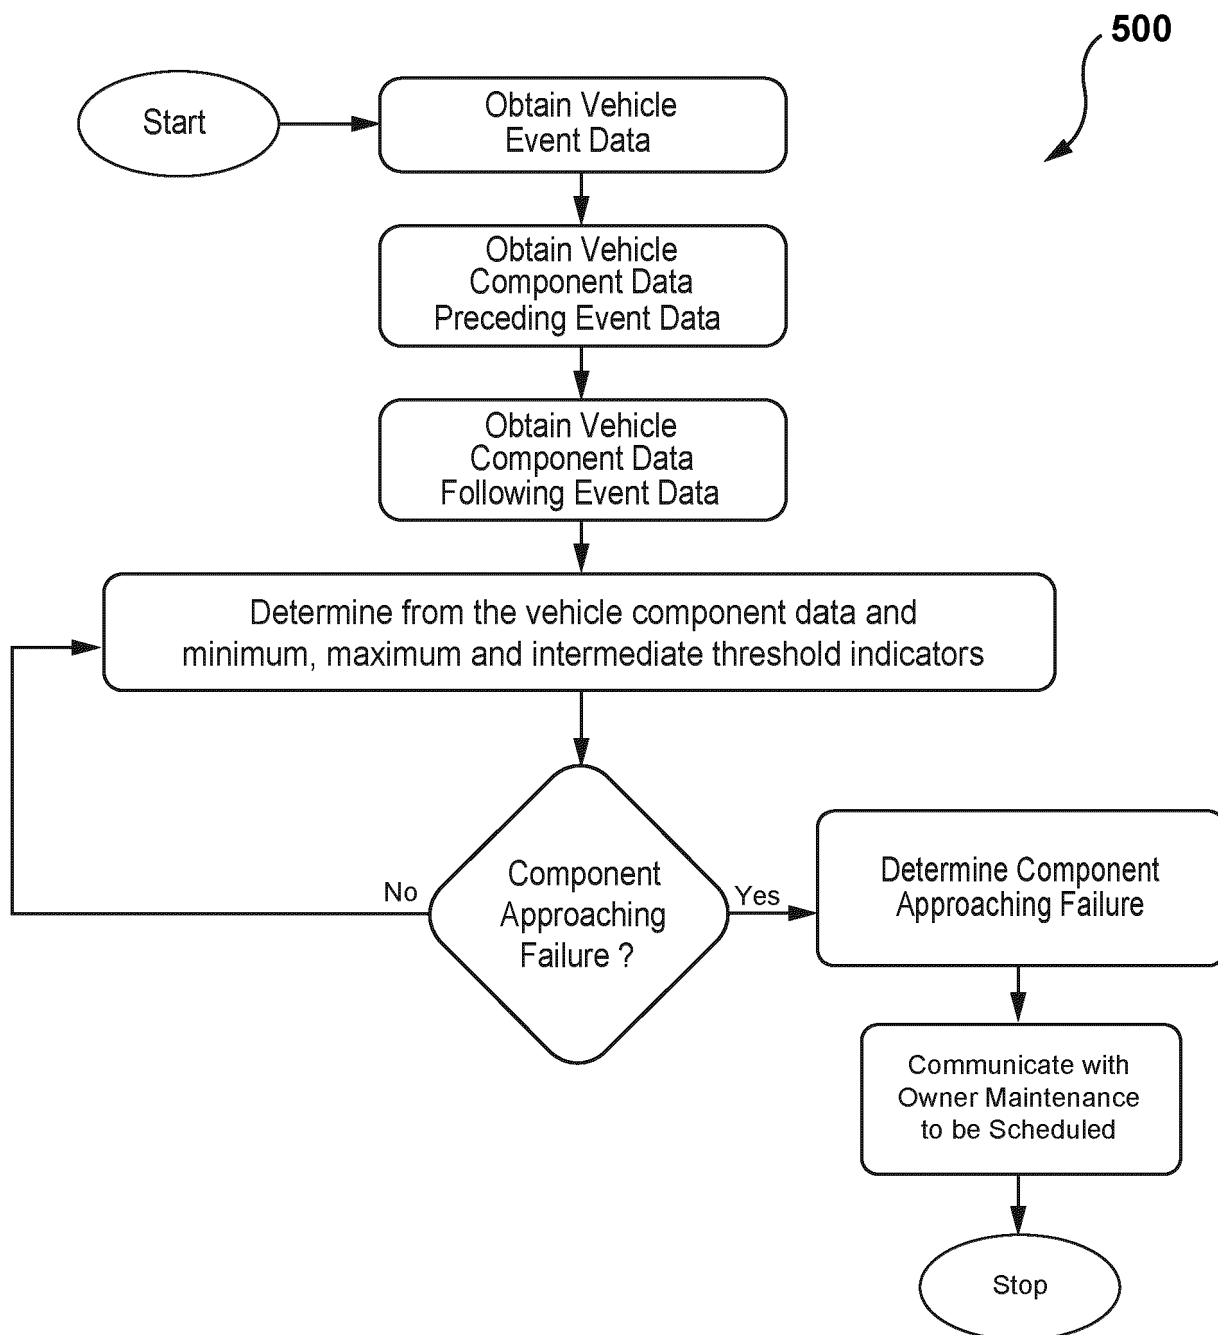 500
Start
Obtain Vehicle
Event Data
Obtain Vehicle
Component Data
Preceding Event Data
Obtain Vehicle
Component Data
Following Event Data
Determine from the vehicle component data and
minimum, maximum and intermediate threshold indicators
Component
Approaching
Failure ?
No
Yes
Determine Component
Approaching Failure
Communicate with
Owner Maintenance
to be Scheduled
Stop